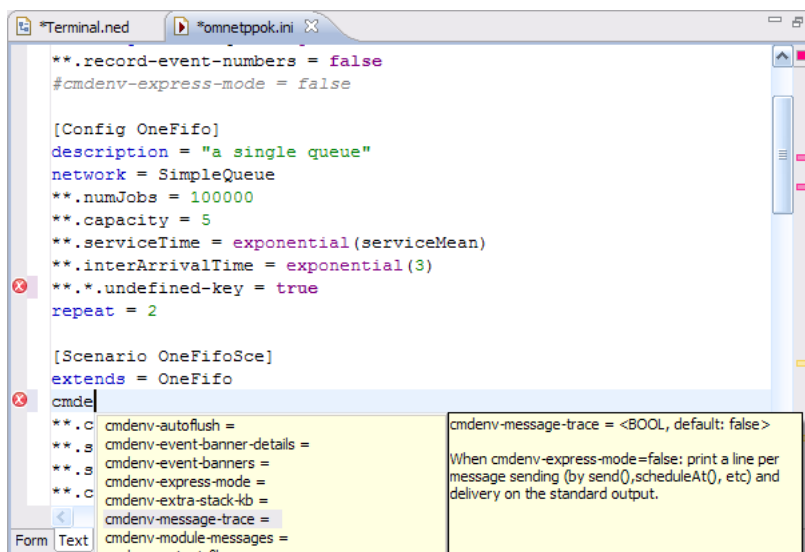 *Terminal.ned
*omnetppok.ini
**.record-event-numbers = false
#cmdenv-express-mode = false
[Config OneFifo]
description = "a single queue"
network = SimpleQueue
**.numJobs = 100000
**.capacity = 5
**.serviceTime = exponential(serviceMean)
**.interArrivalTime = exponential(3)
**.*.undefined-key = true
repeat = 2
[Scenario OneFifoSce]
extends = OneFifo
cmde
**.c
**.s
**.s
**.c
cmdenv-autoflush =
cmdenv-event-banner-details =
cmdenv-event-banners =
cmdenv-express-mode =
cmdenv-extra-stack-kb =
cmdenv-message-trace =
cmdenv-module-messages =
cmdenv-message-trace = <BOOL, default: false>
When cmdenv-express-mode=false: print a line per
message sending (by send(),scheduleAt(), etc) and
delivery on the standard output.
Form Text